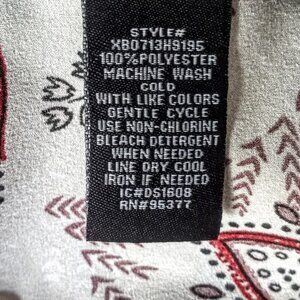 STYLE#
XB0713H9195
100%POLYESTER
MACHINE WASH
COLD
WITH LIKE COLORS
GENTLE CYCLE
USE NON-CHLORINE
BLEACH DETERGENT
WHEN NEEDED
LINE DRY COOL
IRON IF NEEDED
IC#DS1608
RN#95377